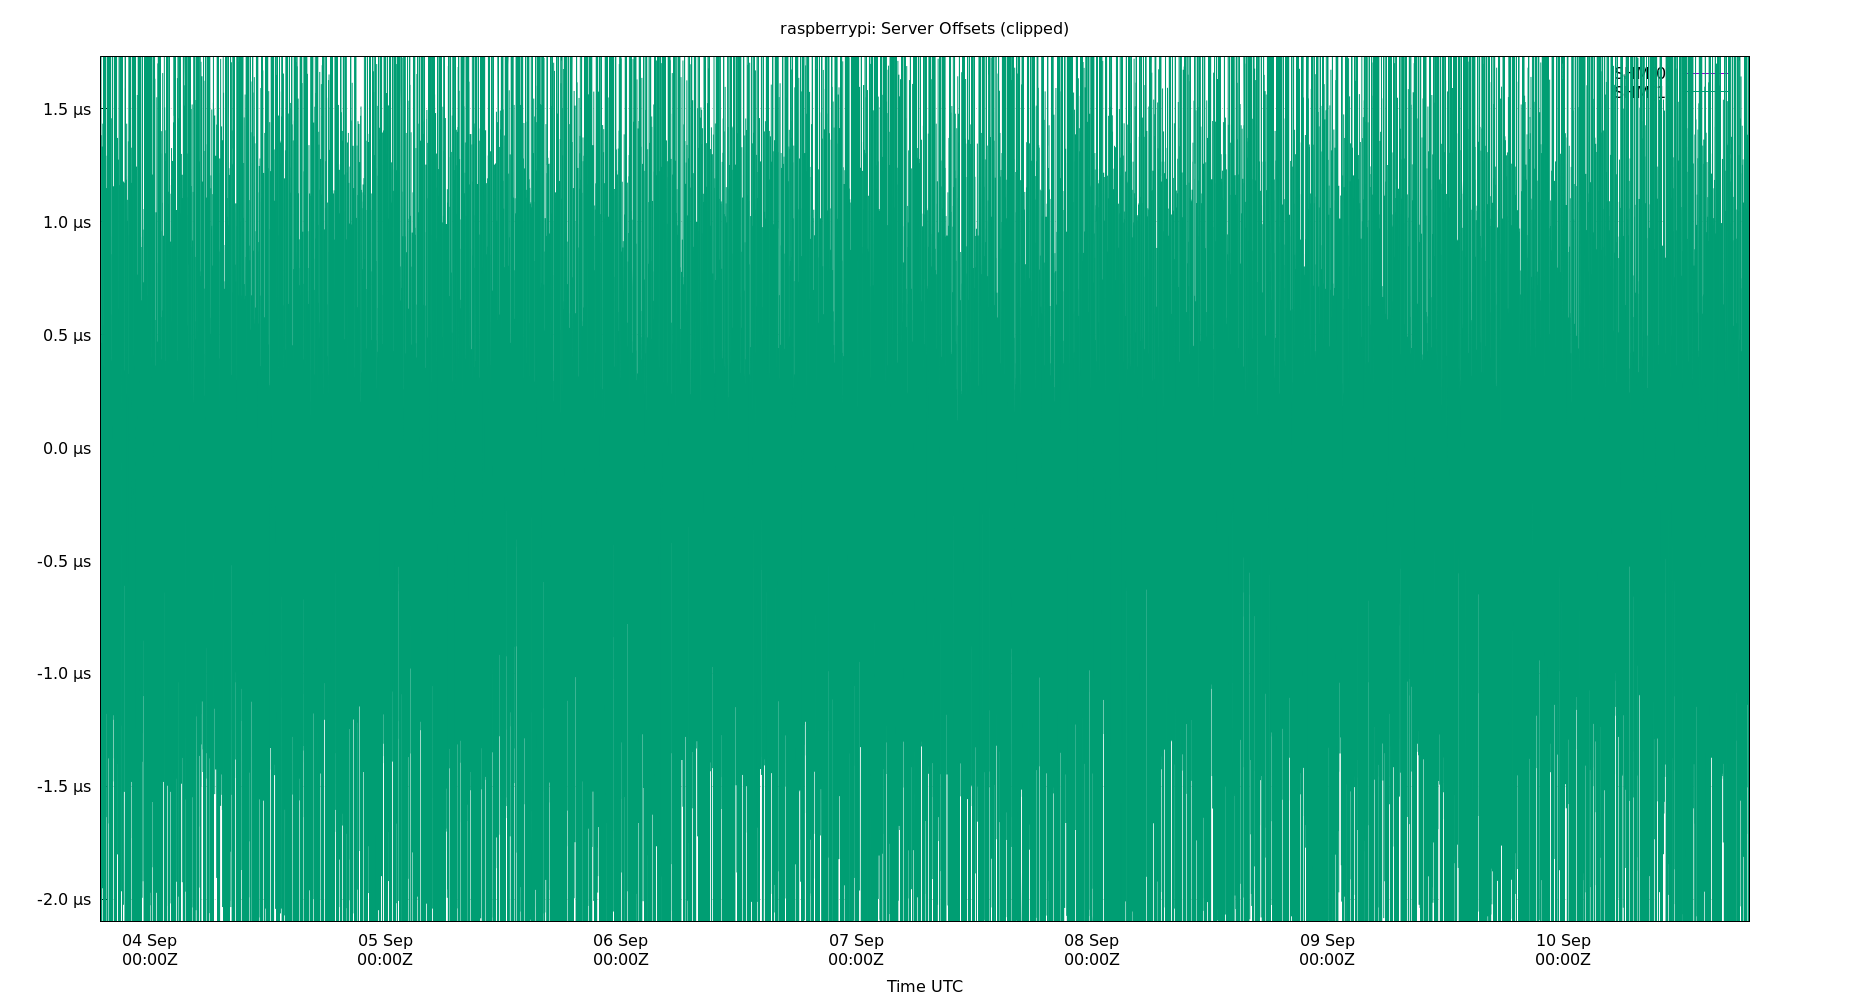 raspberrypi: Server Offsets (clipped)
1.5 µs
1.0 µs
0.5 µs
0.0 µs
-0.5 µs
-1.0 µs
-1.5 µs
-2.0 µs
04 Sep
00:00Z
05 Sep
00:00Z
06 Sep
00:00Z
07 Sep
00:00Z
08 Sep
00:00Z
09 Sep
00:00Z
10 Sep
00:00Z
Time UTC